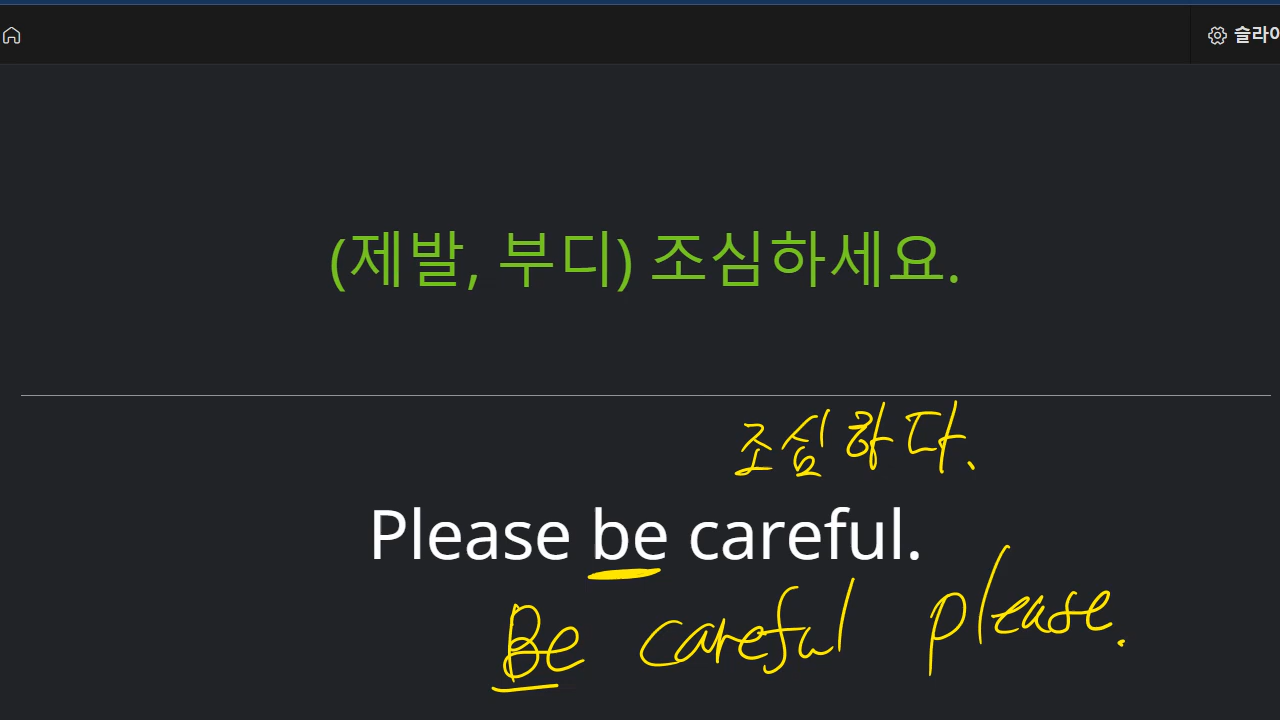 슬라이
(제발, 부디) 조심하세요.
조심하다.
Please be careful.
Be careful please.